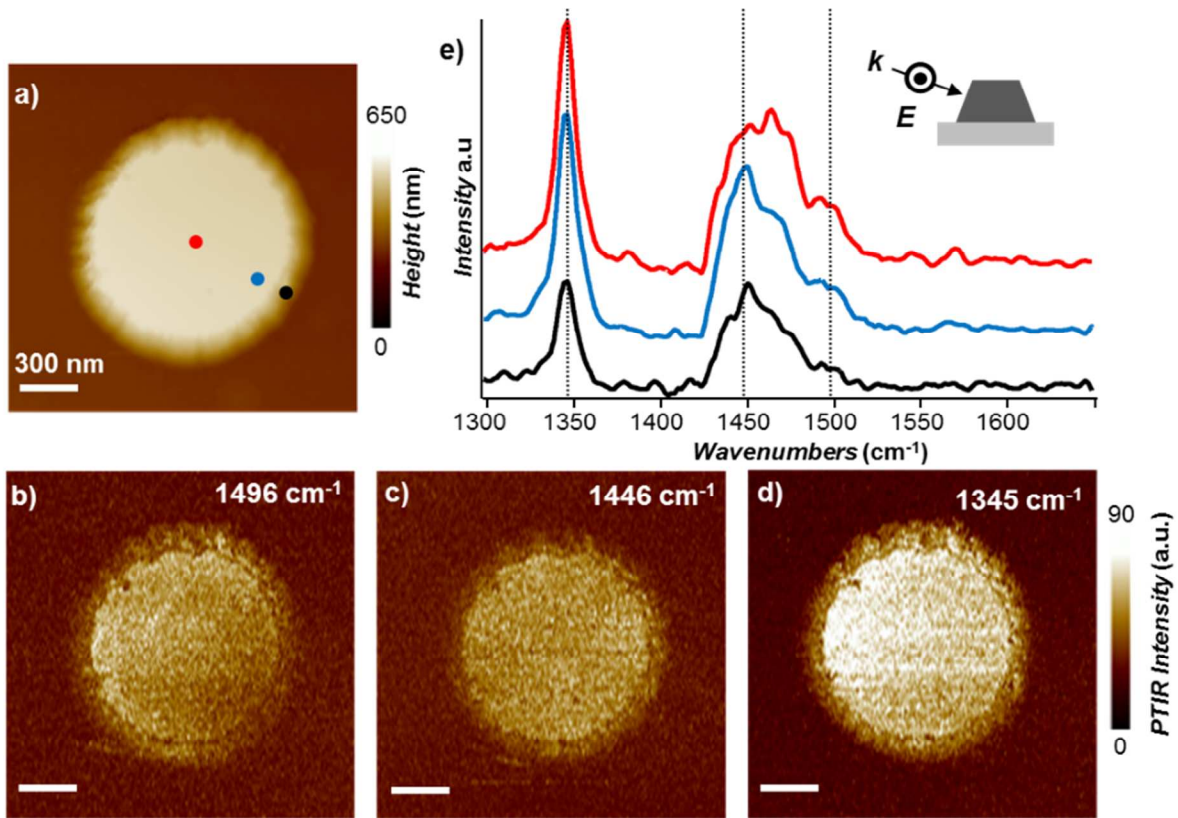 a)
650
Height (nm)
0
300 nm
e)
Intensity a.u
k
E
1300 1350 1400 1450 1500 1550 1600
Wavenumbers (cm⁻¹)
b)
1496 cm⁻¹
c)
1446 cm⁻¹
d)
1345 cm⁻¹
90
PTIR Intensity (a.u.)
0